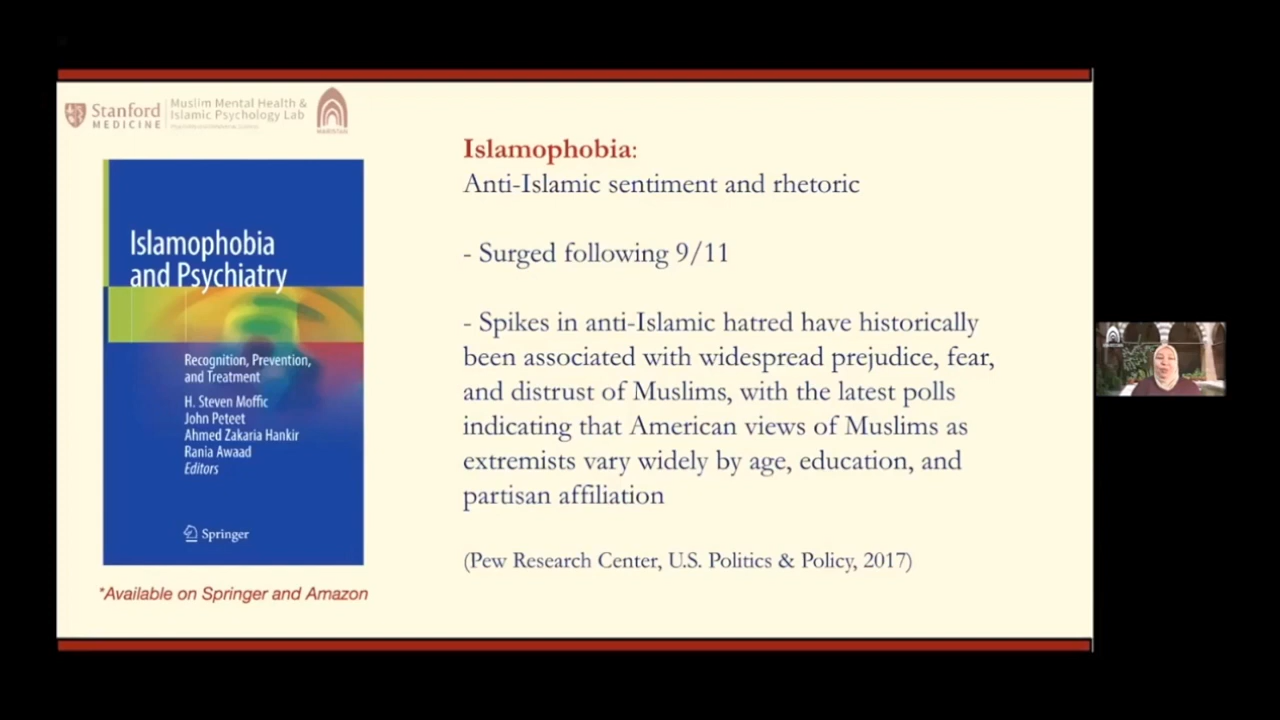 Stanford
MEDICINE
Muslim Mental Health &
Islamic Psychology Lab
MARISTAN
Islamophobia
and Psychiatry
Recognition, Prevention,
and Treatment
H. Steven Moffic
John Peteet
Ahmed Zakaria Hankir
Rania Awaad
Editors
Springer
*Available on Springer and Amazon
Islamophobia:
Anti-Islamic sentiment and rhetoric
- Surged following 9/11
- Spikes in anti-Islamic hatred have historically
been associated with widespread prejudice, fear,
and distrust of Muslims, with the latest polls
indicating that American views of Muslims as
extremists vary widely by age, education, and
partisan affiliation
(Pew Research Center, U.S. Politics & Policy, 2017)